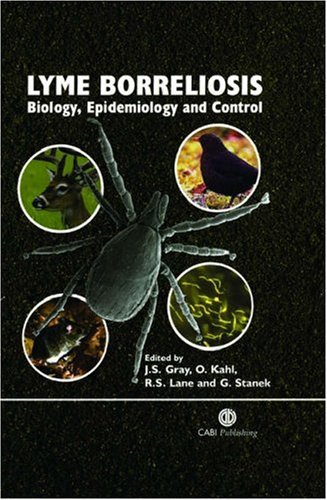 LYME BORRELIOSIS
Biology, Epidemiology and Control
Edited by
J.S. Gray, O. Kahl,
R.S. Lane and G. Stanek
CABI Publishing